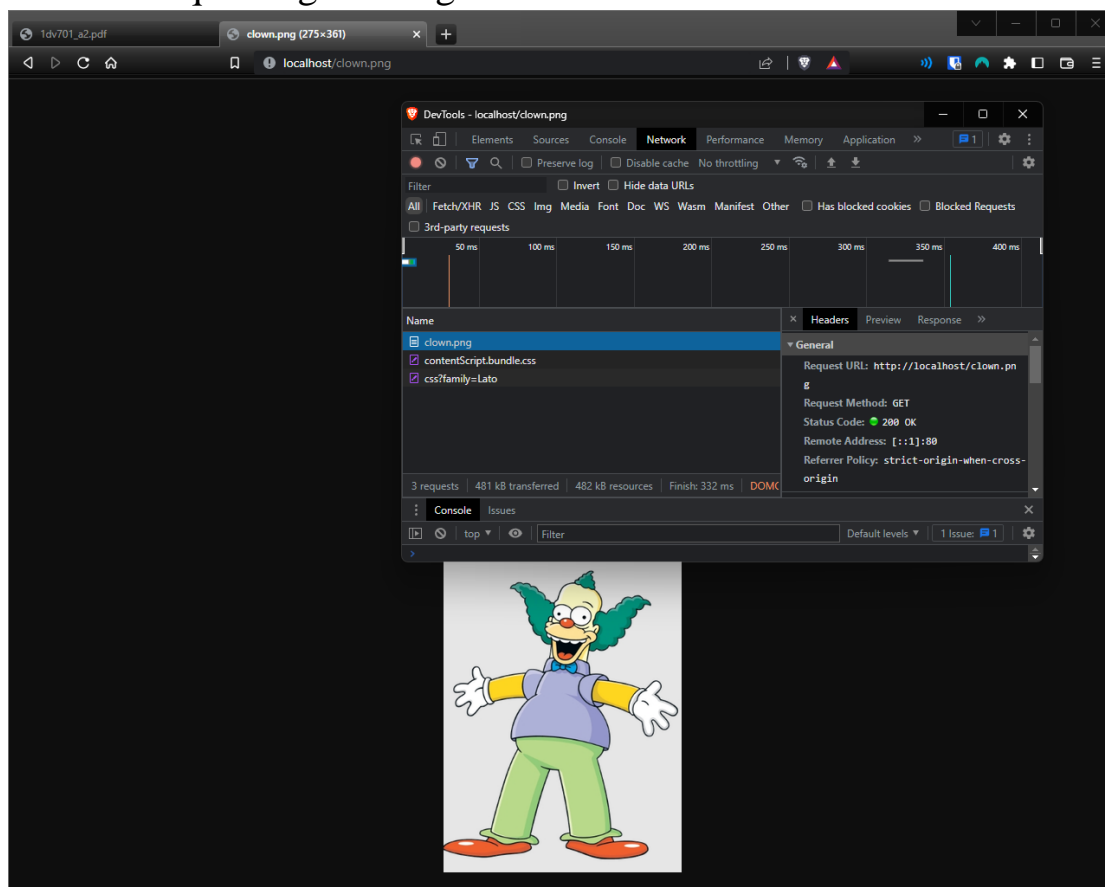 1dv701_a2.pdf
clown.png (275×361)
localhost/clown.png
DevTools - localhost/clown.png
Elements Sources Console Network Performance Memory Application » 1
Preserve log Disable cache No throttling
Filter Invert Hide data URLs
All Fetch/XHR JS CSS Img Media Font Doc WS Wasm Manifest Other Has blocked cookies Blocked Requests
3rd-party requests
50 ms 100 ms 150 ms 200 ms 250 ms 300 ms 350 ms 400 ms
Name
× Headers Preview Response »
clown.png
contentScript.bundle.css
css?family=Lato
General
Request URL: http://localhost/clown.pn
g
Request Method: GET
Status Code: 200 OK
Remote Address: [::1]:80
Referrer Policy: strict-origin-when-cross-
origin
3 requests 481 kB transferred 482 kB resources Finish: 332 ms DOMC
Console Issues
top Filter Default levels 1 Issue: 1